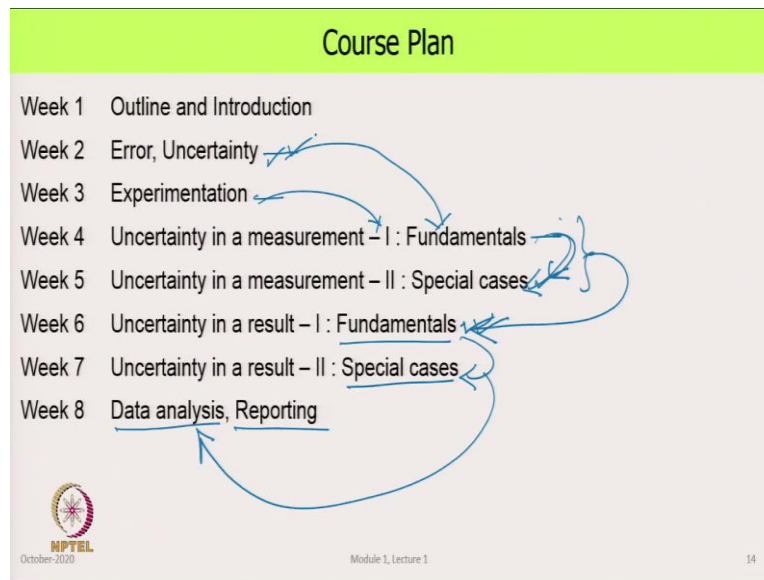 Course Plan
Week 1 Outline and Introduction
Week 2 Error, Uncertainty
Week 3 Experimentation
Week 4 Uncertainty in a measurement – I : Fundamentals
Week 5 Uncertainty in a measurement – II : Special cases
Week 6 Uncertainty in a result – I : Fundamentals
Week 7 Uncertainty in a result – II : Special cases
Week 8 Data analysis, Reporting
NPTEL
October-2020 Module 1, Lecture 1 14